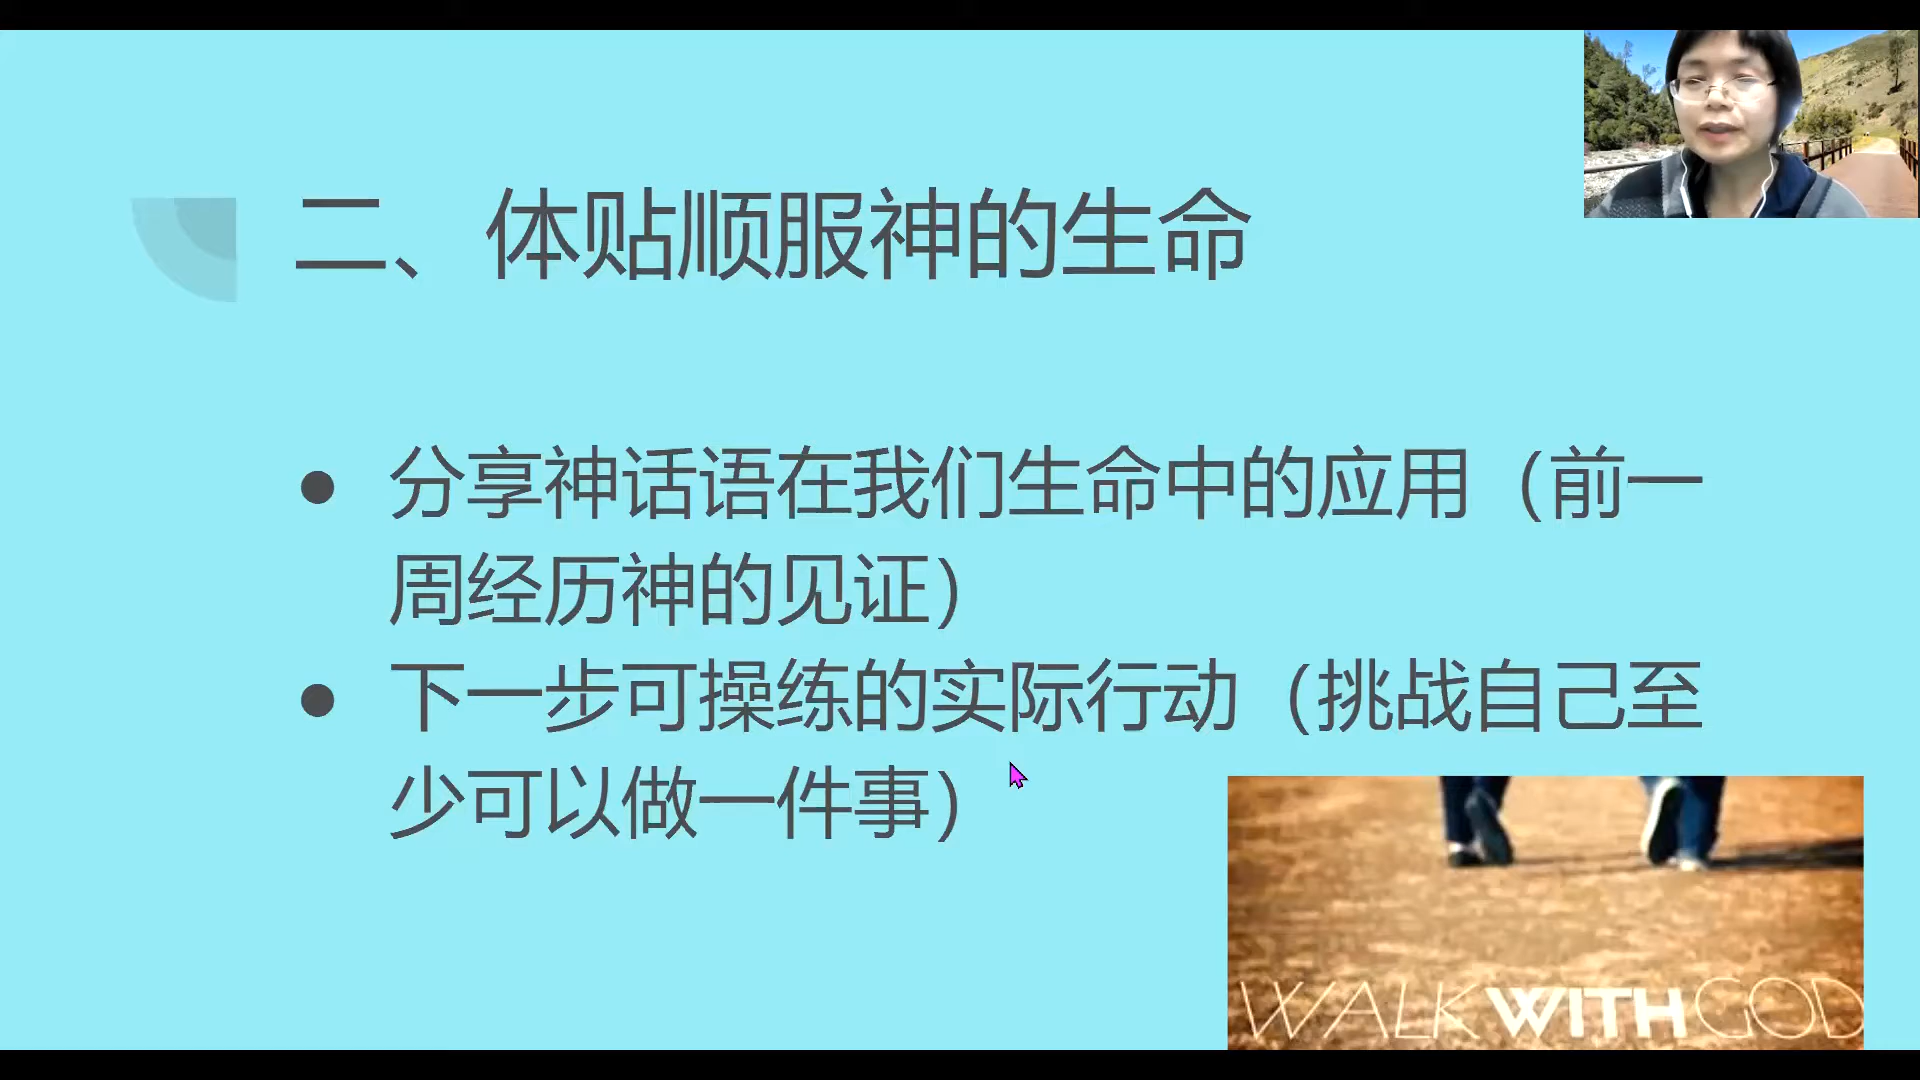 二、体贴顺服神的生命
● 分享神话语在我们生命中的应用（前一
周经历神的见证）
● 下一步可操练的实际行动（挑战自己至
少可以做一件事）
WALK WITH GOD